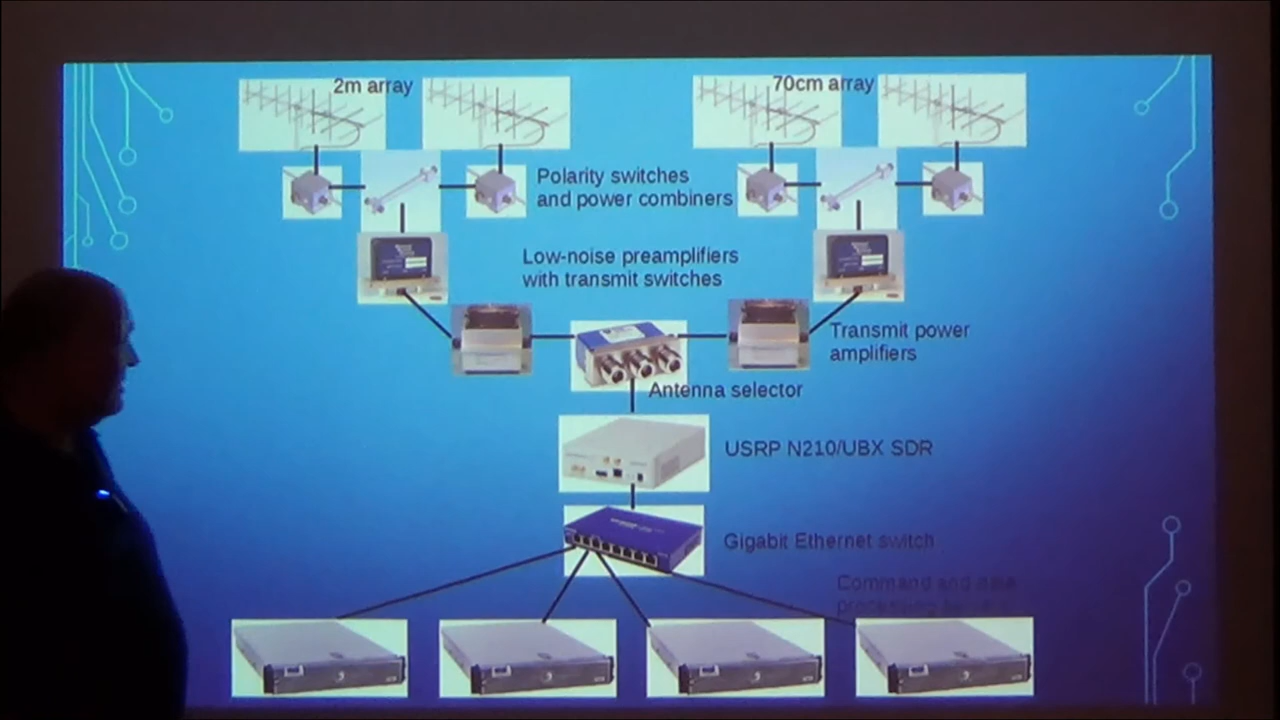 2m array
70cm array
Polarity switches
and power combiners
Low-noise preamplifiers
with transmit switches
Transmit power
amplifiers
Antenna selector
USRP N210/UBX SDR
Gigabit Ethernet switch
Command and data
processing